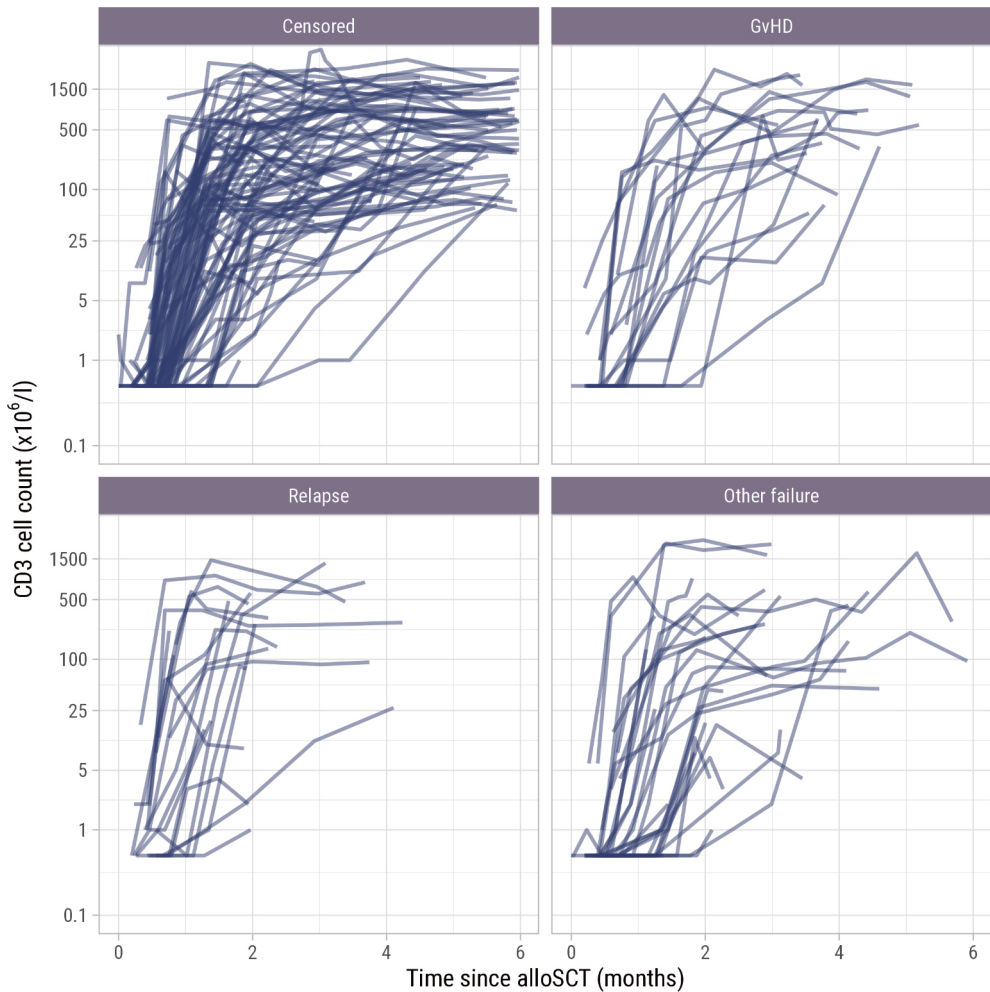 Censored
GvHD
1500
500
100
25
5
1
0.1
CD3 cell count (x10⁶/l)
Relapse
Other failure
1500
500
100
25
5
1
0.1
0 2 4 6
0 2 4 6
Time since alloSCT (months)